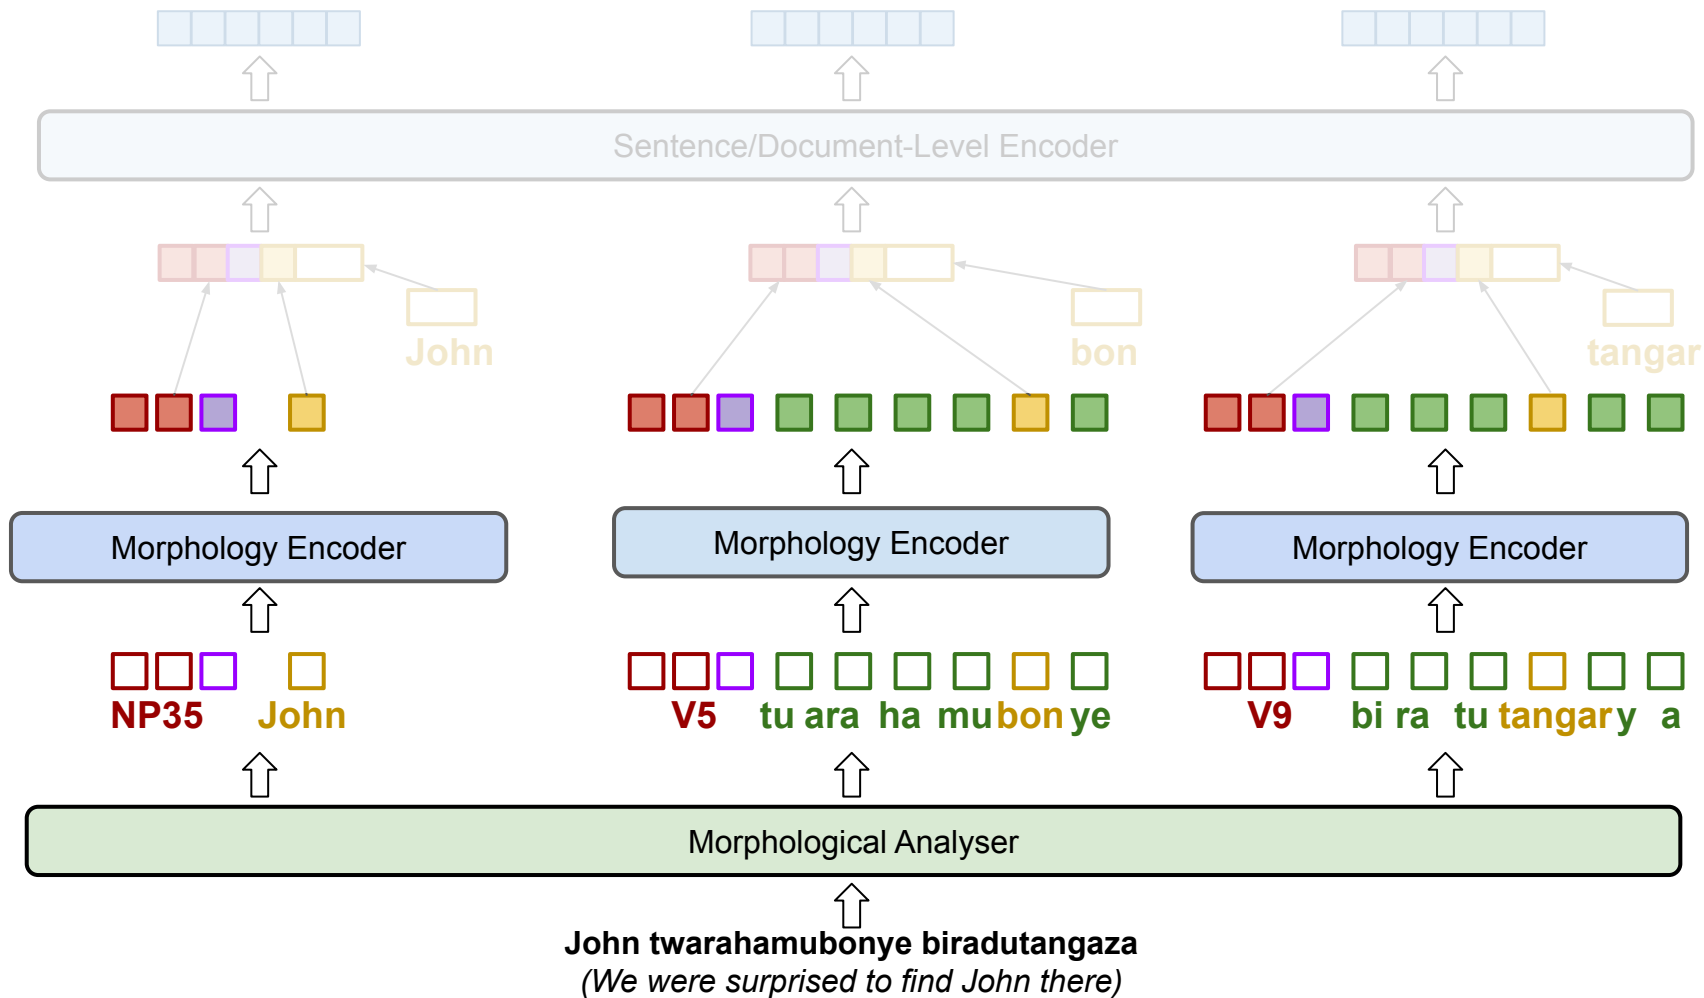 Sentence/Document-Level Encoder
John bon tangar
Morphology Encoder Morphology Encoder Morphology Encoder
NP35 John V5 tu ara ha mu bon ye V9 bi ra tu tangar y a
Morphological Analyser
John twarahamubonye biradutangaza
(We were surprised to find John there)